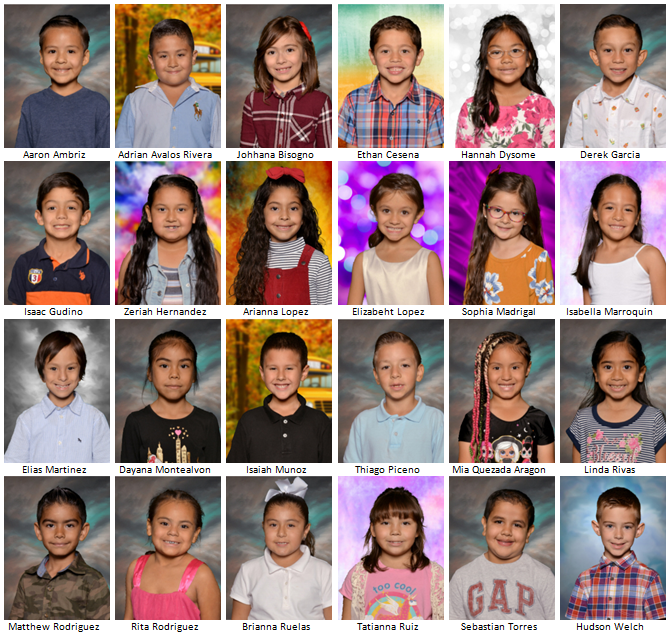 Aaron Ambriz
Adrian Avalos Rivera
Johhana Bisogno
Ethan Cesena
Hannah Dysome
Derek Garcia
3
Isaac Gudino
Zeriah Hernandez
Arianna Lopez
Elizabeht Lopez
Sophia Madrigal
Isabella Marroquin
Elias Martinez
Dayana Montealvon
Isaiah Munoz
Thiago Piceno
Mia Quezada Aragon
Linda Rivas
too cool
GAP
Matthew Rodriguez
Rita Rodriguez
Brianna Ruelas
Tatianna Ruiz
Sebastian Torres
Hudson Welch